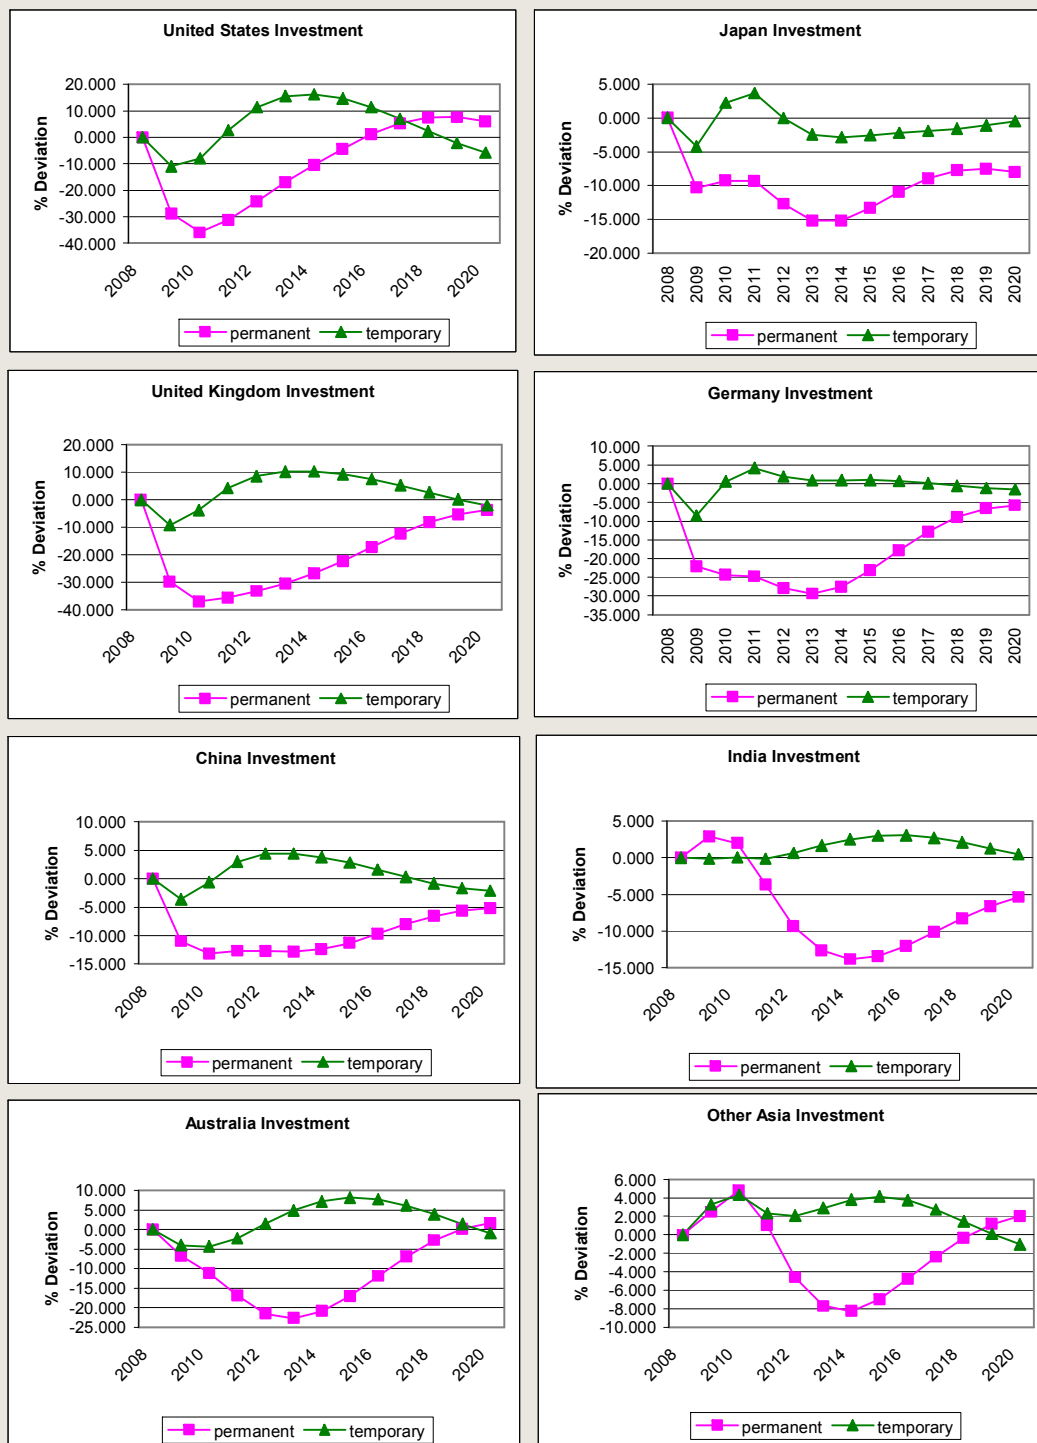 United States Investment
% Deviation
20.000
10.000
0.000
-10.000
-20.000
-30.000
-40.000
2008 2010 2012 2014 2016 2018 2020
permanent temporary
Japan Investment
% Deviation
5.000
0.000
-5.000
-10.000
-15.000
-20.000
2008 2009 2010 2011 2012 2013 2014 2015 2016 2017 2018 2019 2020
permanent temporary
United Kingdom Investment
% Deviation
20.000
10.000
0.000
-10.000
-20.000
-30.000
-40.000
2008 2010 2012 2014 2016 2018 2020
permanent temporary
Germany Investment
% Deviation
10.000
5.000
0.000
-5.000
-10.000
-15.000
-20.000
-25.000
-30.000
-35.000
2008 2009 2010 2011 2012 2013 2014 2015 2016 2017 2018 2019 2020
permanent temporary
China Investment
% Deviation
10.000
5.000
0.000
-5.000
-10.000
-15.000
2008 2010 2012 2014 2016 2018 2020
permanent temporary
India Investment
% Deviation
5.000
0.000
-5.000
-10.000
-15.000
2008 2010 2012 2014 2016 2018 2020
permanent temporary
Australia Investment
% Deviation
10.000
5.000
0.000
-5.000
-10.000
-15.000
-20.000
-25.000
2008 2010 2012 2014 2016 2018 2020
permanent temporary
Other Asia Investment
% Deviation
6.000
4.000
2.000
0.000
-2.000
-4.000
-6.000
-8.000
-10.000
2008 2010 2012 2014 2016 2018 2020
permanent temporary